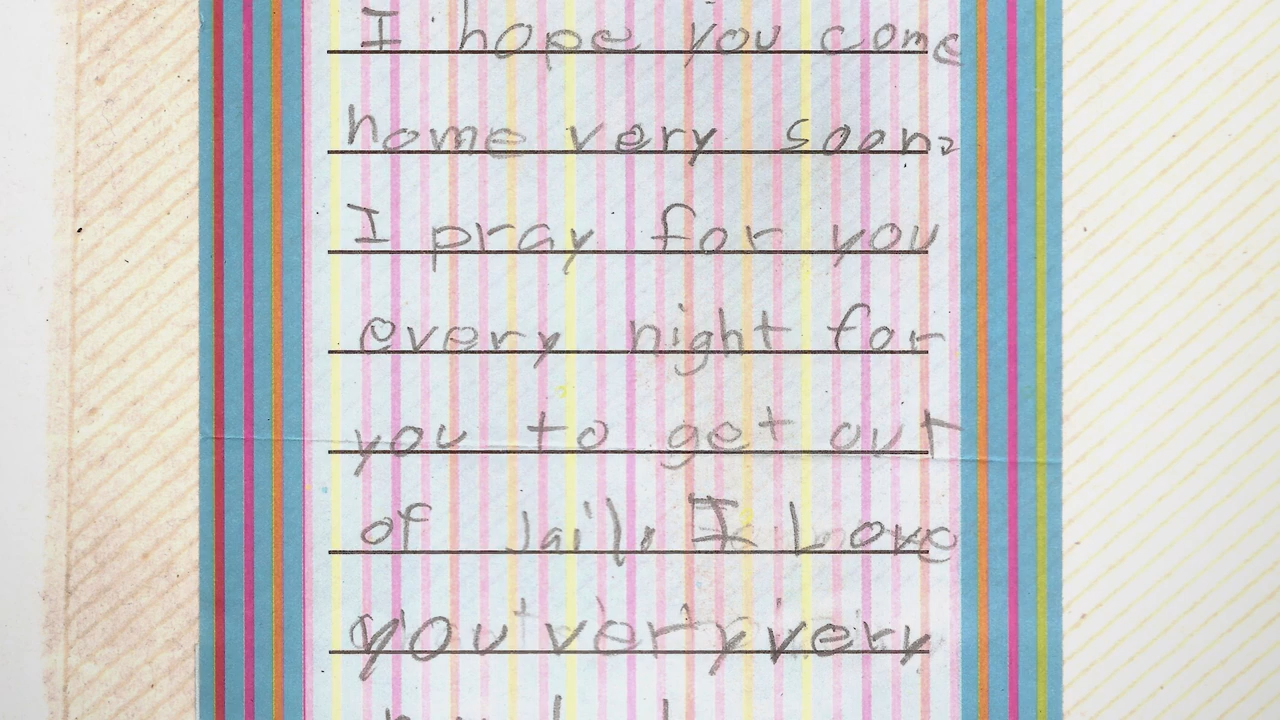 I hope you come
home very soon.
I pray for you
every night for
you to get out
of Jail. I Love
you very very